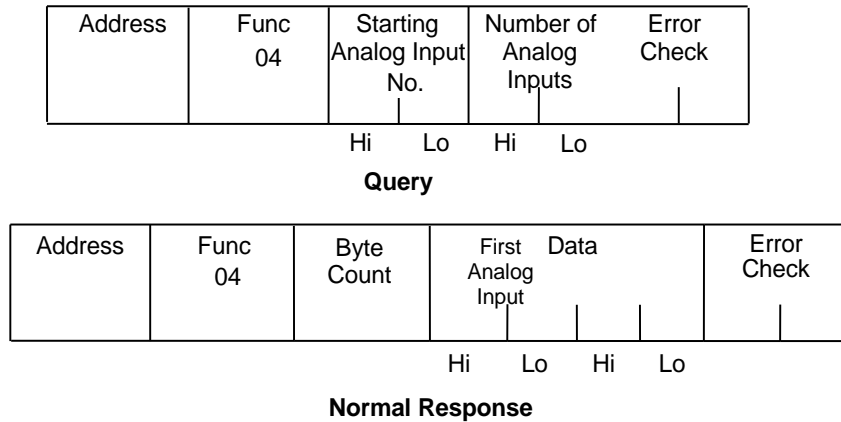 Address Func Starting Number of Error
04 Analog Input Analog Check
No. Inputs
Hi Lo Hi Lo
Query
Address Func Byte First Data Error
04 Count Analog Check
Input
Hi Lo Hi Lo
Normal Response